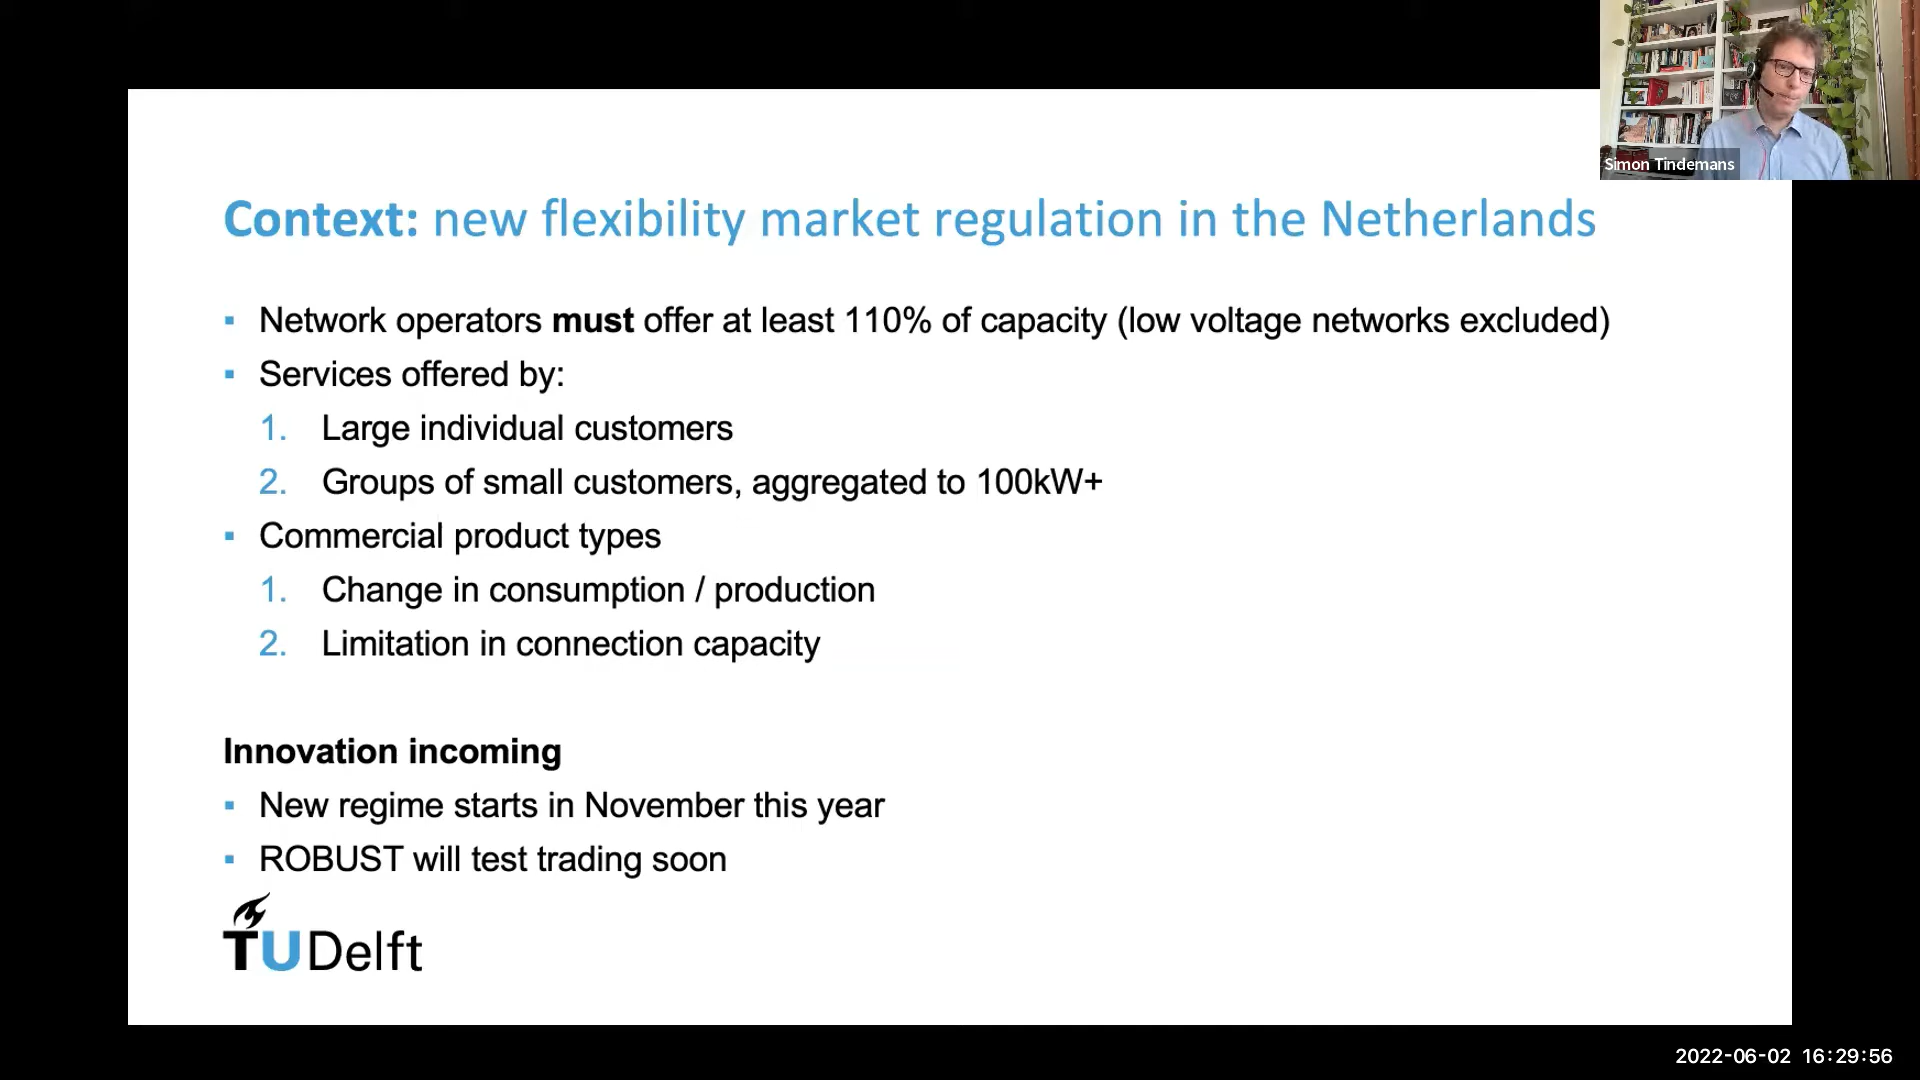 Simon Tindemans
Context: new flexibility market regulation in the Netherlands
▪ Network operators must offer at least 110% of capacity (low voltage networks excluded)
▪ Services offered by:
1. Large individual customers
2. Groups of small customers, aggregated to 100kW+
▪ Commercial product types
1. Change in consumption / production
2. Limitation in connection capacity
Innovation incoming
▪ New regime starts in November this year
▪ ROBUST will test trading soon
TUDelft
2022-06-02 16:29:56